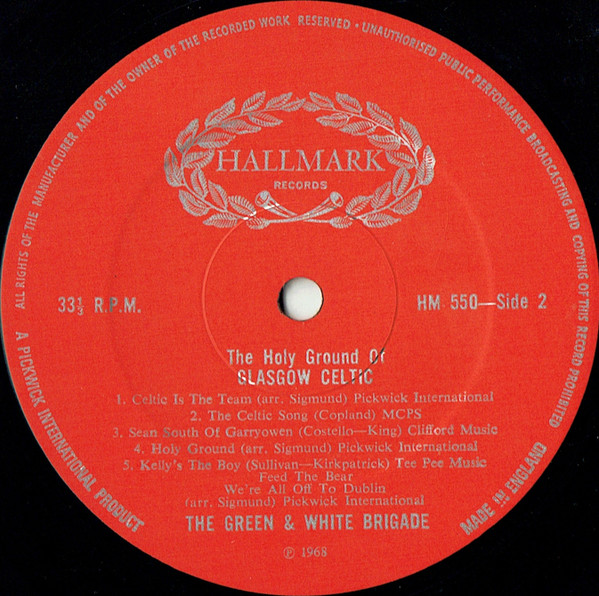 ALL RIGHTS OF THE MANUFACTURER AND OF THE OWNER OF THE RECORDED WORK RESERVED • UNAUTHORISED PUBLIC PERFORMANCE BROADCASTING AND COPYING OF THIS RECORD PROHIBITED
HALLMARK
RECORDS
33⅓ R.P.M.
HM 550—Side 2
The Holy Ground Of
GLASGOW CELTIC
1. Celtic Is The Team (arr. Sigmund) Pickwick International
2. The Celtic Song (Copland) MCPS
3. Sean South Of Garryowen (Costello—King) Clifford Music
4. Holy Ground (arr. Sigmund) Pickwick International
5. Kelly's The Boy (Sullivan—Kirkpatrick) Tee Pee Music
Feed The Bear
We're All Off To Dublin
(arr. Sigmund) Pickwick International
THE GREEN & WHITE BRIGADE
℗ 1968
A PICKWICK INTERNATIONAL PRODUCT
MADE IN ENGLAND